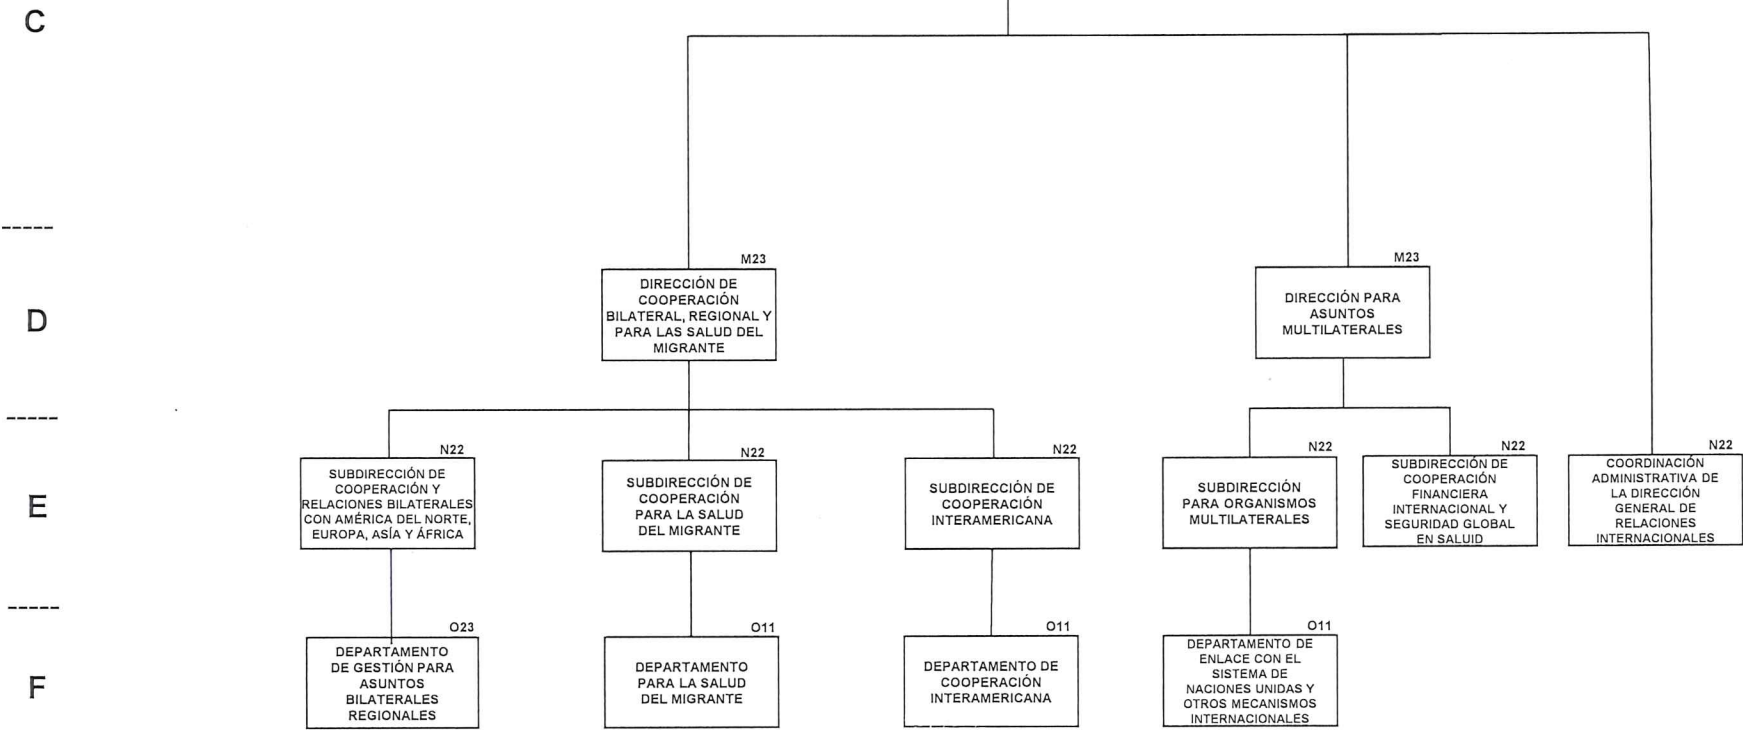 C
-----
M23
DIRECCIÓN DE
COOPERACIÓN
BILATERAL, REGIONAL Y
PARA LAS SALUD DEL
MIGRANTE
M23
DIRECCIÓN PARA
ASUNTOS
MULTILATERALES
D
-----
N22
SUBDIRECCIÓN DE
COOPERACIÓN Y
RELACIONES BILATERALES
CON AMÉRICA DEL NORTE,
EUROPA, ASÍA Y ÁFRICA
N22
SUBDIRECCIÓN DE
COOPERACIÓN
PARA LA SALUD
DEL MIGRANTE
N22
SUBDIRECCIÓN DE
COOPERACIÓN
INTERAMERICANA
N22
SUBDIRECCIÓN
PARA ORGANISMOS
MULTILATERALES
N22
SUBDIRECCIÓN DE
COOPERACIÓN
FINANCIERA
INTERNACIONAL Y
SEGURIDAD GLOBAL
EN SALUID
N22
COORDINACIÓN
ADMINISTRATIVA DE
LA DIRECCIÓN
GENERAL DE
RELACIONES
INTERNACIONALES
E
-----
O23
DEPARTAMENTO
DE GESTIÓN PARA
ASUNTOS
BILATERALES
REGIONALES
O11
DEPARTAMENTO
PARA LA SALUD
DEL MIGRANTE
O11
DEPARTAMENTO DE
COOPERACIÓN
INTERAMERICANA
O11
DEPARTAMENTO DE
ENLACE CON EL
SISTEMA DE
NACIONES UNIDAS Y
OTROS MECANISMOS
INTERNACIONALES
F